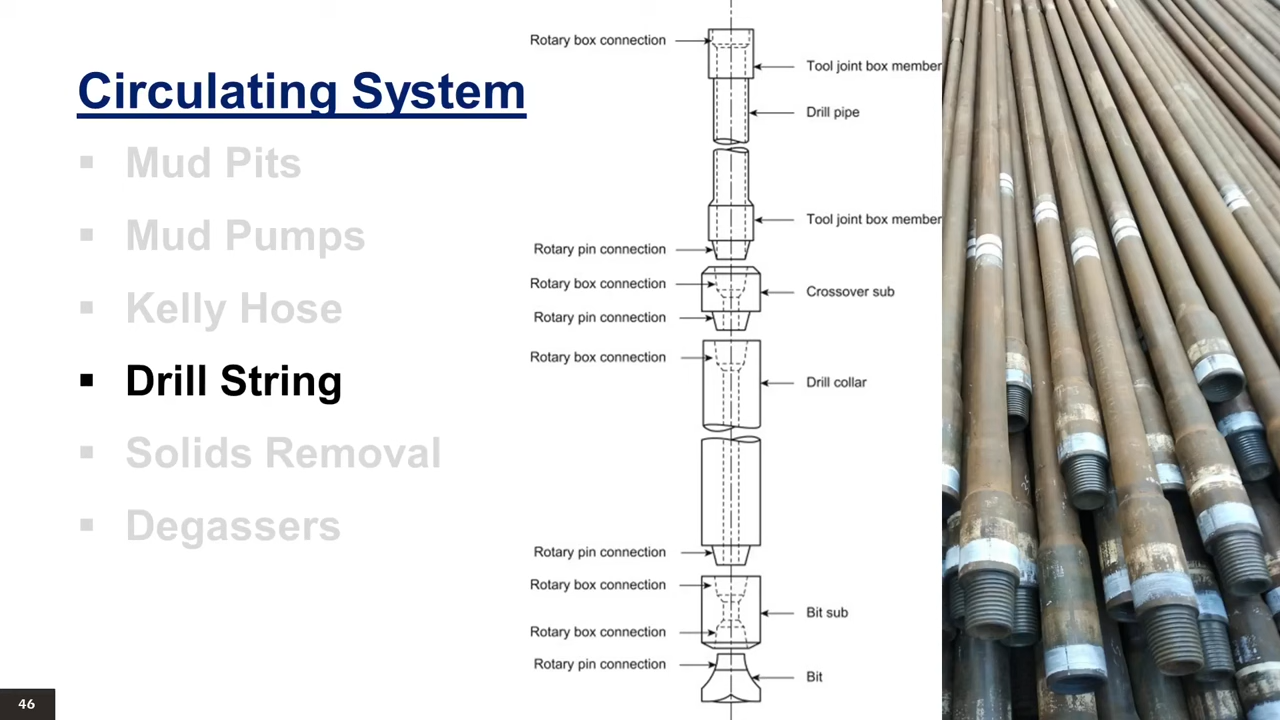 Circulating System
Mud Pits
Mud Pumps
Kelly Hose
Drill String
Solids Removal
Degassers
Rotary box connection
Tool joint box member
Drill pipe
Tool joint box member
Rotary pin connection
Rotary box connection
Crossover sub
Rotary pin connection
Rotary box connection
Drill collar
Rotary pin connection
Rotary box connection
Bit sub
Rotary box connection
Rotary pin connection
Bit
46